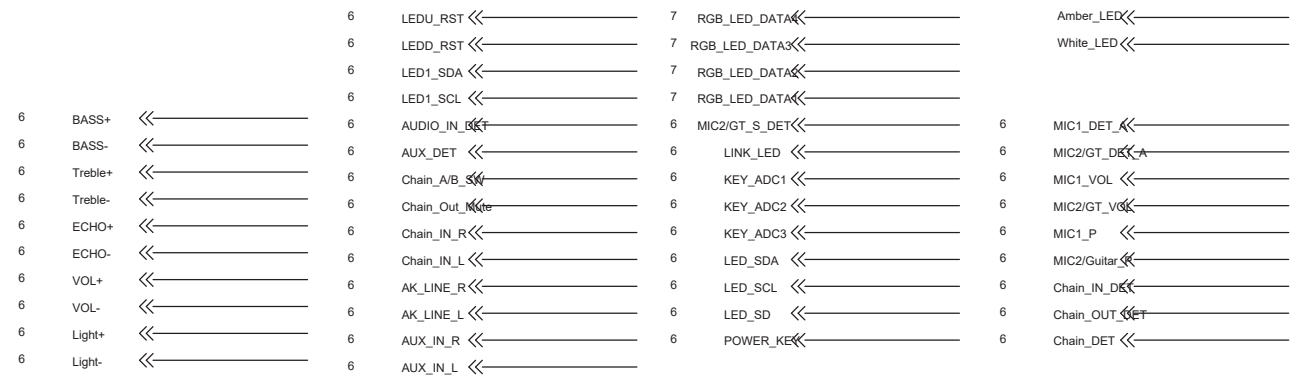 6 BASS+
6 BASS-
6 Treble+
6 Treble-
6 ECHO+
6 ECHO-
6 VOL+
6 VOL-
6 Light+
6 Light-
6 LEDU_RST
6 LEDD_RST
6 LED1_SDA
6 LED1_SCL
6 AUDIO_IN_DET
6 AUX_DET
6 Chain_A/B_SW
6 Chain_Out_Mute
6 Chain_IN_R
6 Chain_IN_L
6 AK_LINE_R
6 AK_LINE_L
6 AUX_IN_R
6 AUX_IN_L
7 RGB_LED_DATA4
7 RGB_LED_DATA3
7 RGB_LED_DATA2
7 RGB_LED_DATA1
6 MIC2/GT_S_DET
6 LINK_LED
6 KEY_ADC1
6 KEY_ADC2
6 KEY_ADC3
6 LED_SDA
6 LED_SCL
6 LED_SD
6 POWER_KEY
Amber_LED
White_LED
6 MIC1_DET_A
6 MIC2/GT_DET_A
6 MIC1_VOL
6 MIC2/GT_VOL
6 MIC1_P
6 MIC2/Guitar_P
6 Chain_IN_DET
6 Chain_OUT_DET
6 Chain_DET